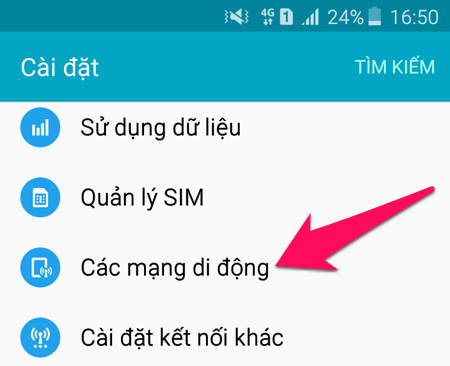 4G 1 24% 16:50
Cài đặt TÌM KIẾM
Sử dụng dữ liệu
Quản lý SIM
Các mạng di động
Cài đặt kết nối khác